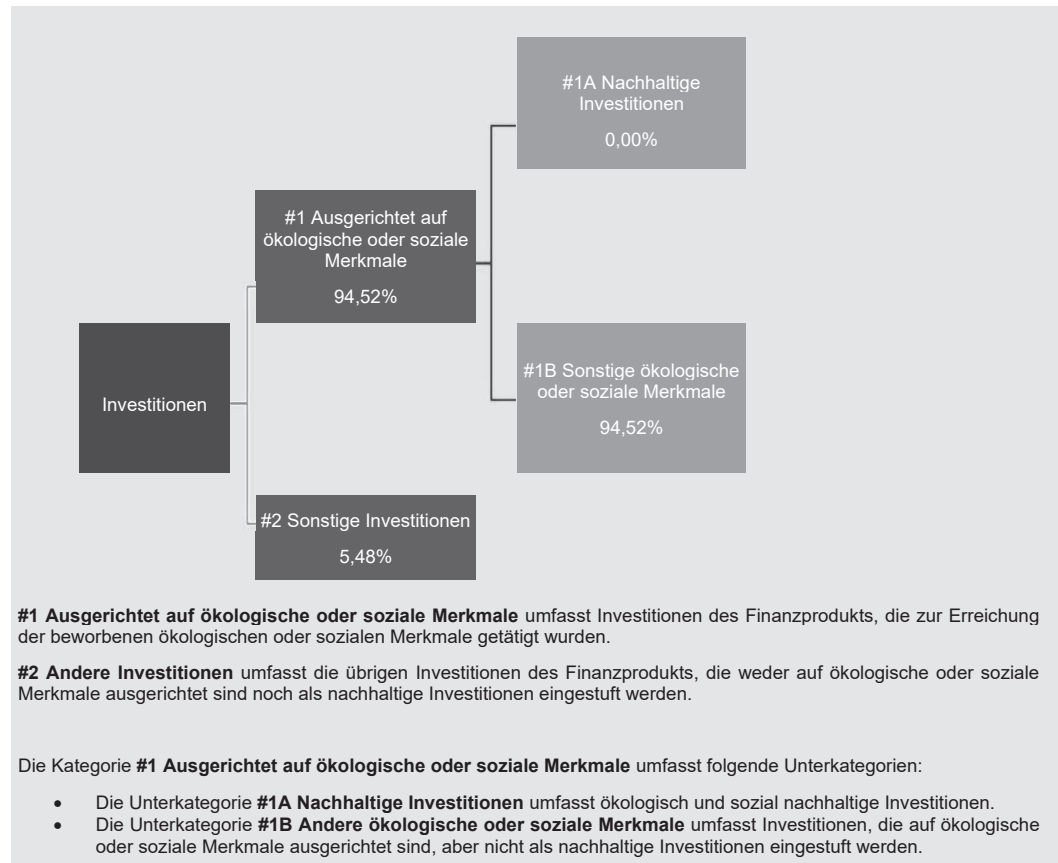 #1A Nachhaltige
Investitionen
0,00%
#1 Ausgerichtet auf
ökologische oder soziale
Merkmale
94,52%
Investitionen
#1B Sonstige ökologische
oder soziale Merkmale
94,52%
#2 Sonstige Investitionen
5,48%
#1 Ausgerichtet auf ökologische oder soziale Merkmale umfasst Investitionen des Finanzprodukts, die zur Erreichung
der beworbenen ökologischen oder sozialen Merkmale getätigt wurden.
#2 Andere Investitionen umfasst die übrigen Investitionen des Finanzprodukts, die weder auf ökologische oder soziale
Merkmale ausgerichtet sind noch als nachhaltige Investitionen eingestuft werden.
Die Kategorie #1 Ausgerichtet auf ökologische oder soziale Merkmale umfasst folgende Unterkategorien:
• Die Unterkategorie #1A Nachhaltige Investitionen umfasst ökologisch und sozial nachhaltige Investitionen.
• Die Unterkategorie #1B Andere ökologische oder soziale Merkmale umfasst Investitionen, die auf ökologische
oder soziale Merkmale ausgerichtet sind, aber nicht als nachhaltige Investitionen eingestuft werden.